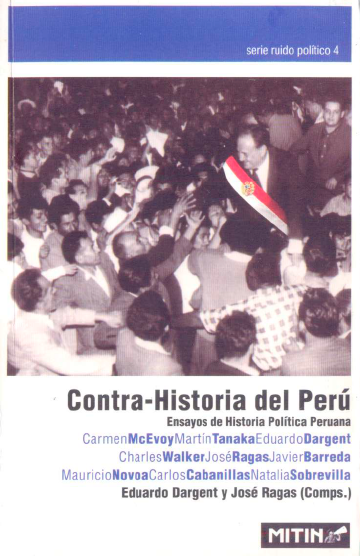 serie ruido político 4
Contra-Historia del Perú
Ensayos de Historia Política Peruana
CarmenMcEvoyMartínTanakaEduardoDargent
CharlesWalkerJoséRagasJavierBarreda
MauricioNovoaCarlosCabanillasNataliaSobrevilla
Eduardo Dargent y José Ragas (Comps.)
MITIN